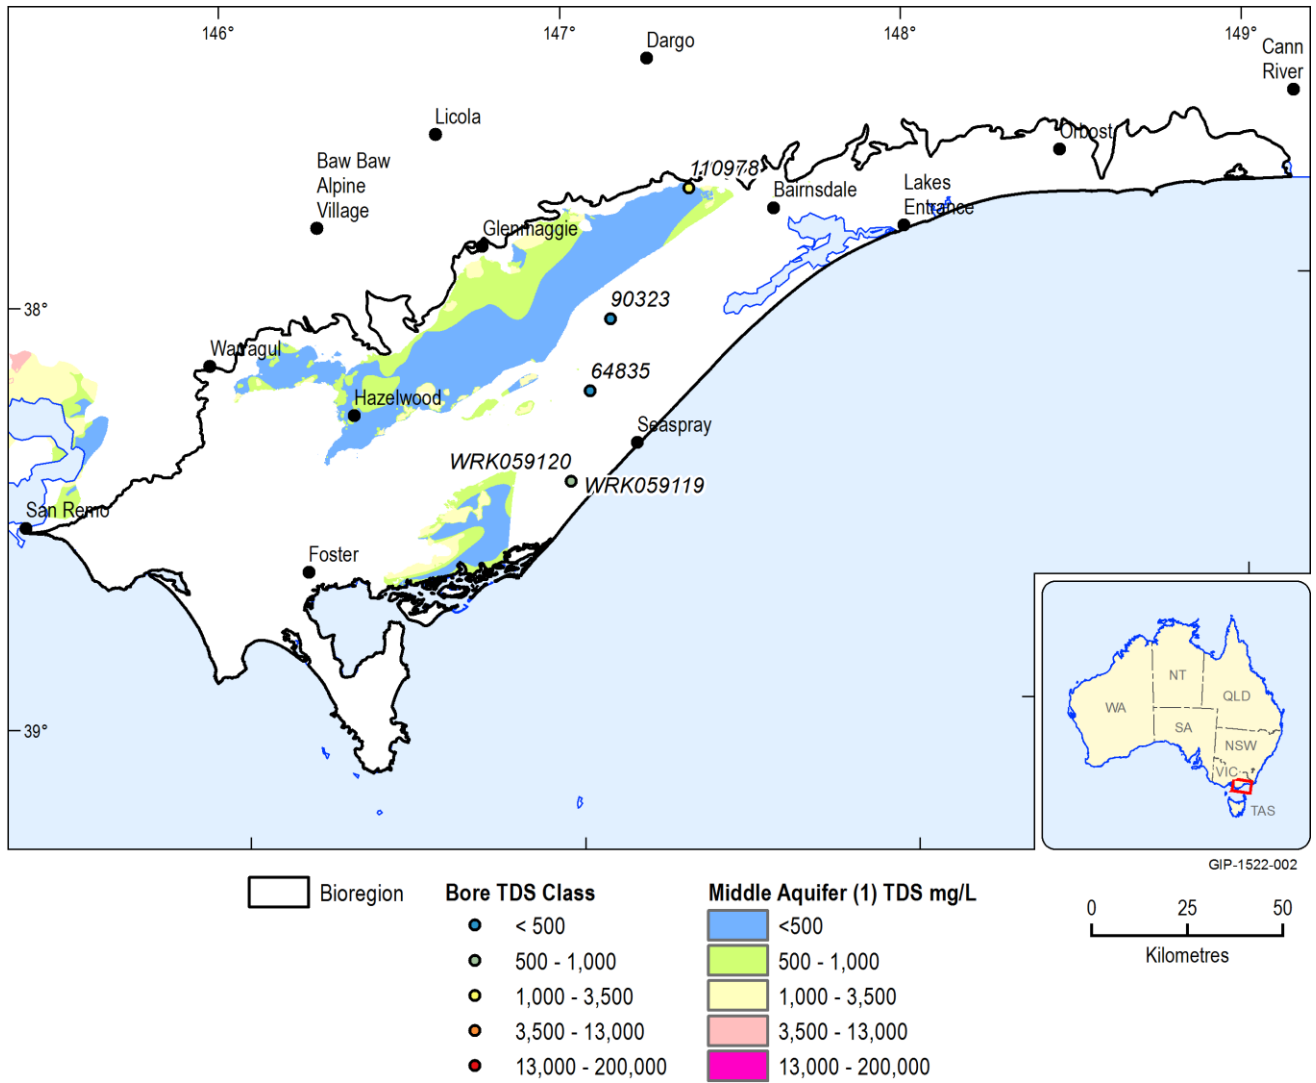 146°
147°
148°
149°
Dargo
Cann
River
Licola
Orbost
Baw Baw
Alpine
Village
110978
Bairnsdale
Lakes
Entrance
Glenmaggie
38°
90323
Warragul
64835
Hazelwood
Seaspray
WRK059120
WRK059119
San Remo
Foster
39°
NT
QLD
WA
SA
NSW
VIC
TAS
GIP-1522-002
Bioregion
Bore TDS Class
< 500
500 - 1,000
1,000 - 3,500
3,500 - 13,000
13,000 - 200,000
Middle Aquifer (1) TDS mg/L
<500
500 - 1,000
1,000 - 3,500
3,500 - 13,000
13,000 - 200,000
0 25 50
Kilometres